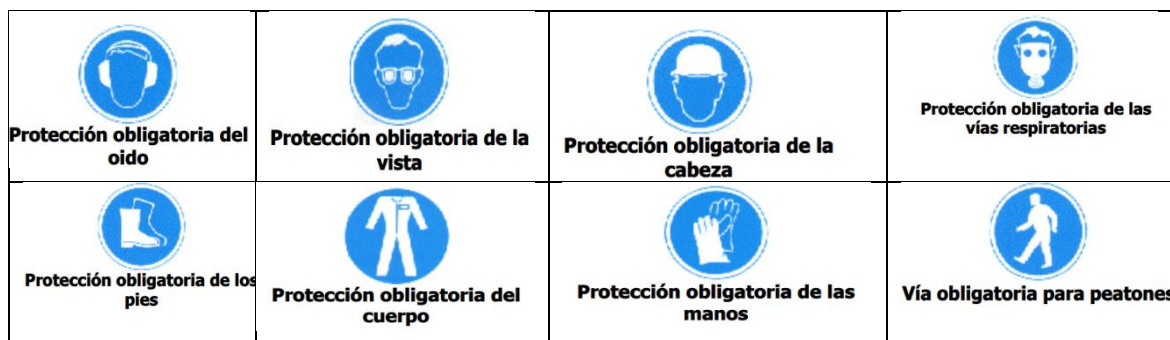 Protección obligatoria del
oido
Protección obligatoria de la
vista
Protección obligatoria de la
cabeza
Protección obligatoria de las
vías respiratorias
Protección obligatoria de los
pies
Protección obligatoria del
cuerpo
Protección obligatoria de las
manos
Vía obligatoria para peatones